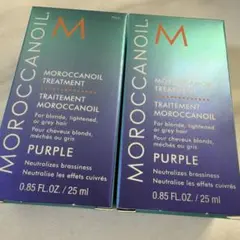 MOROCCANOIL®
M
MOROCCANOIL
TREATMENT
TRAITEMENT
MOROCCANOIL
For blonde, lightened
or grey hair
Pour cheveux blonds,
méchés ou gris
PURPLE
Neutralizes brassiness
Neutralise les effets cuivrés
0.85 FL.OZ. / 25 ml
MOROCCANOIL®
M
MOROCCANOIL
TREATMENT
TRAITEMENT
MOROCCANOIL
For blonde, lightened
or grey hair
Pour cheveux blonds,
méchés ou gris
PURPLE
Neutralizes brassiness
Neutralise les effets cuivrés
0.85 FL.OZ. / 25 ml